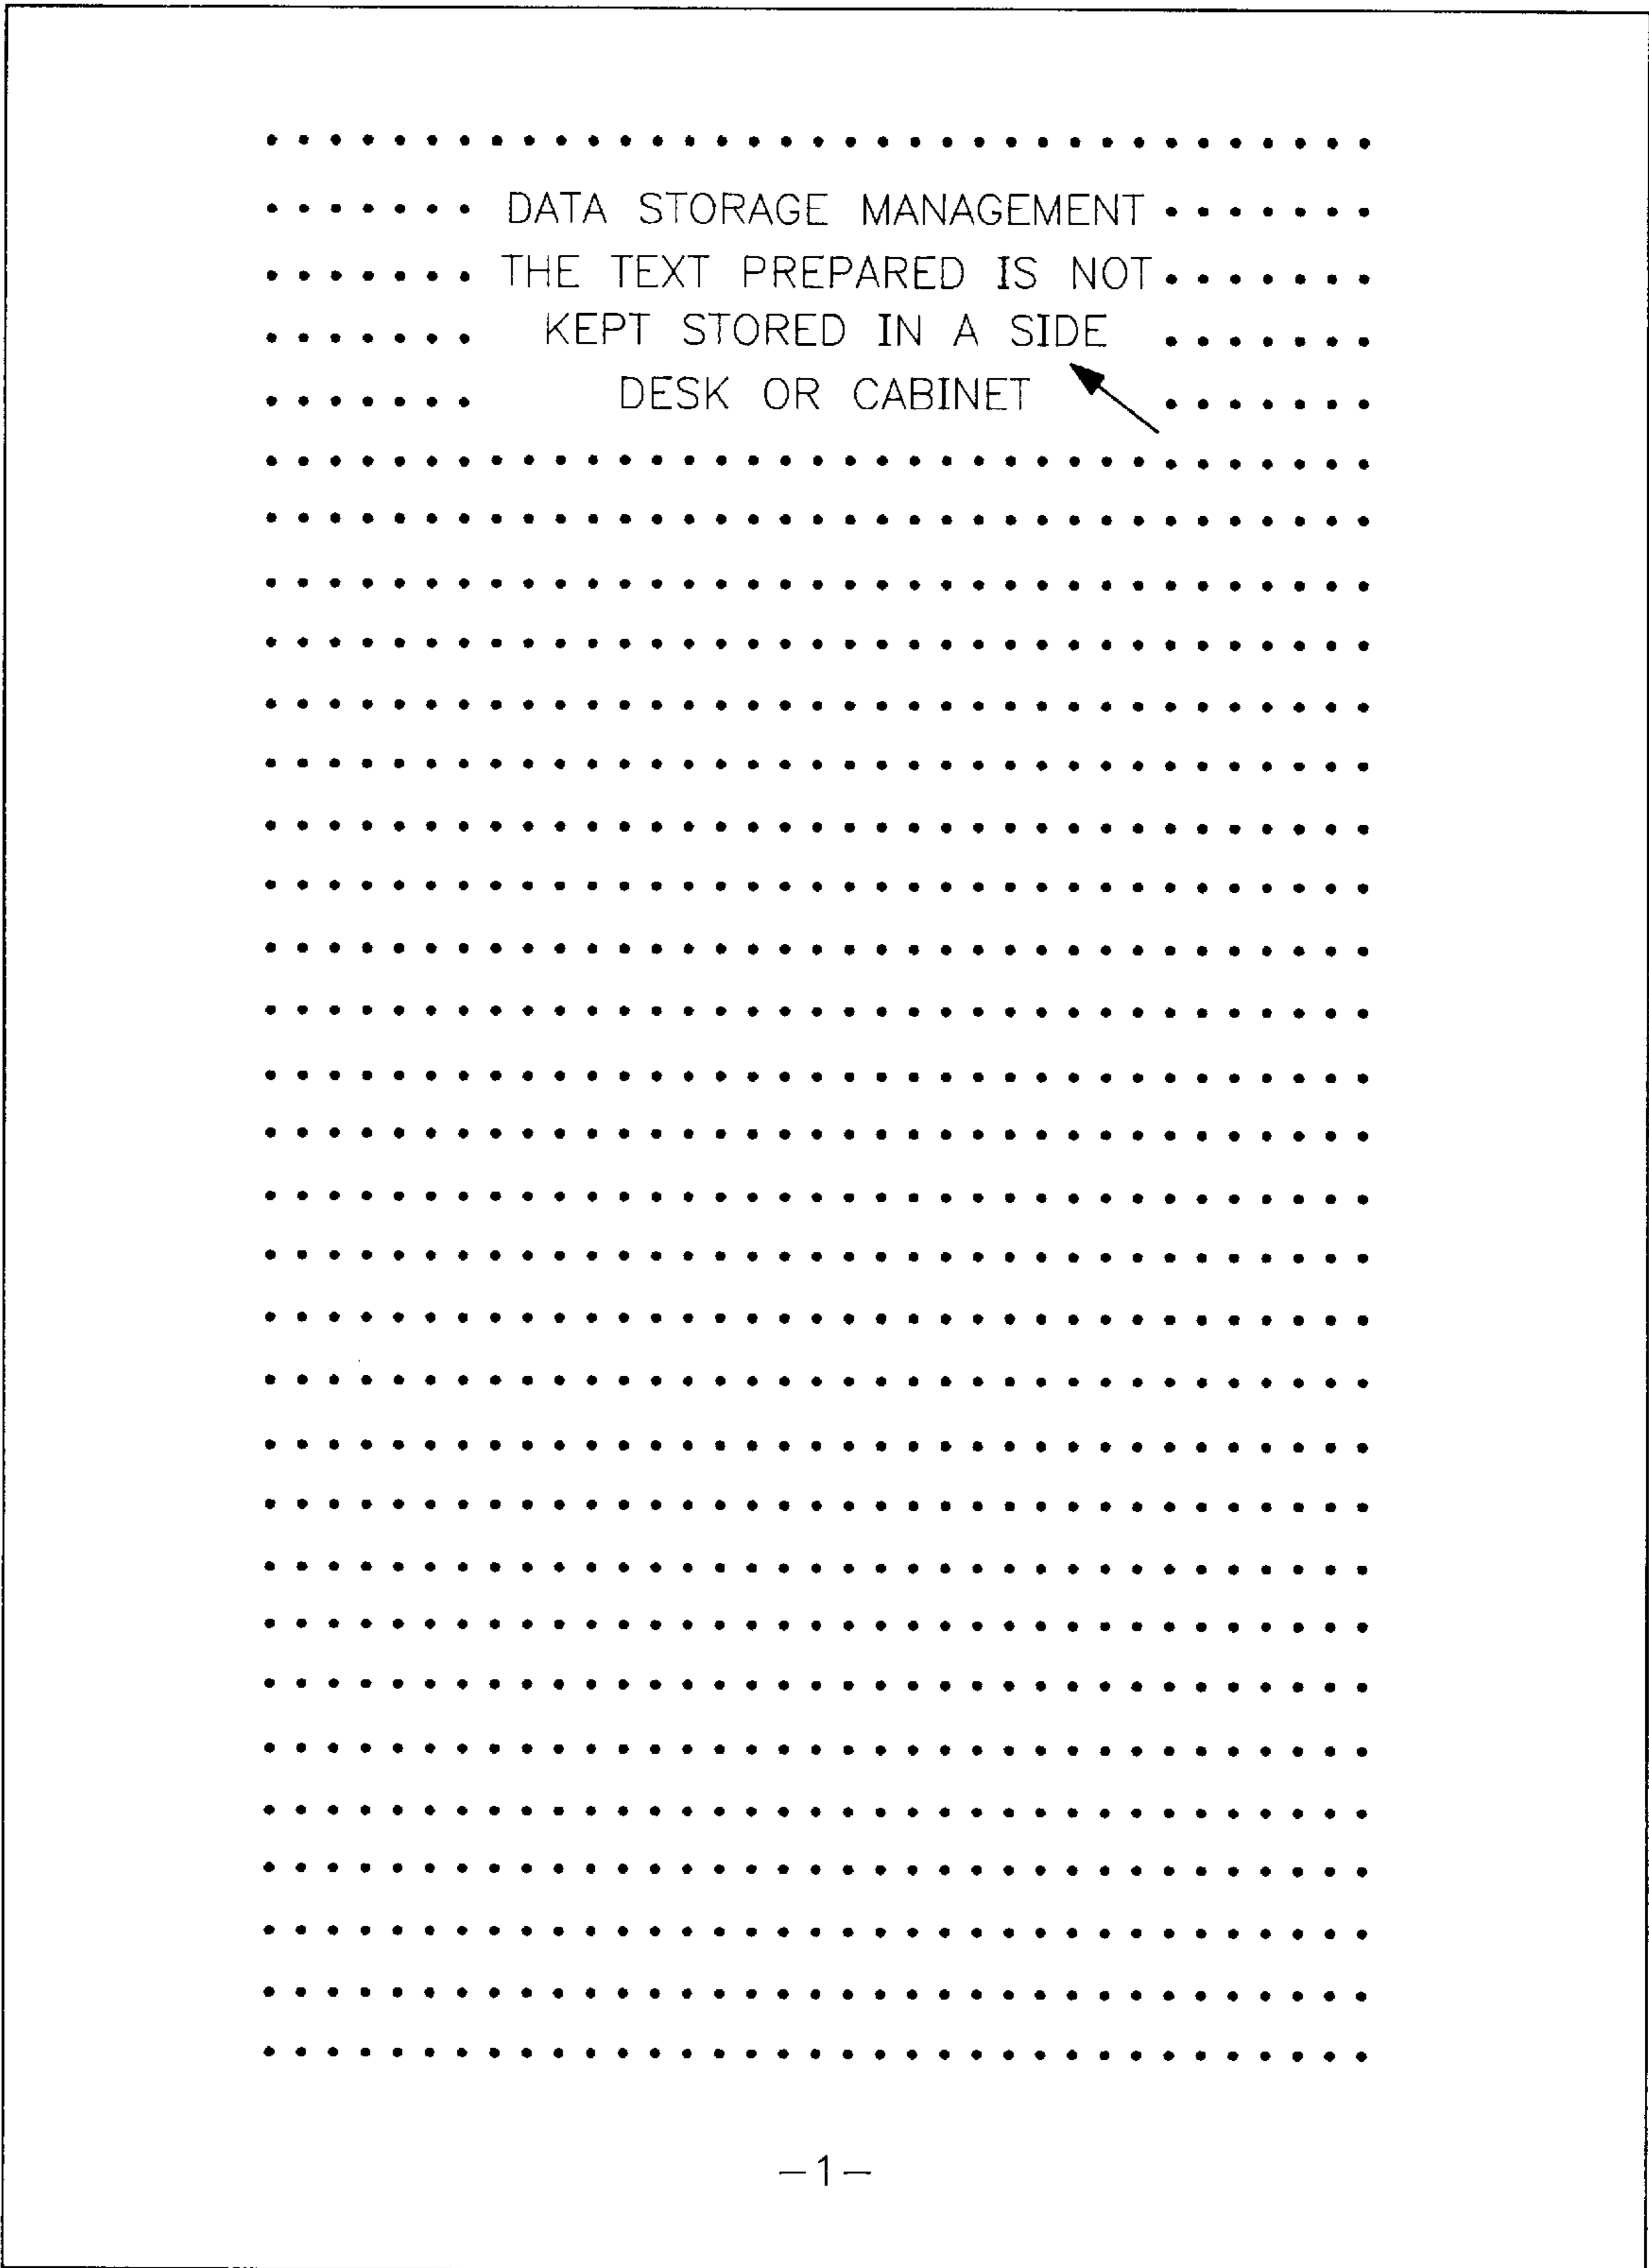 DATA STORAGE MANAGEMENT
THE TEXT PREPARED IS NOT
KEPT STORED IN A SIDE
DESK OR CABINET
-1-